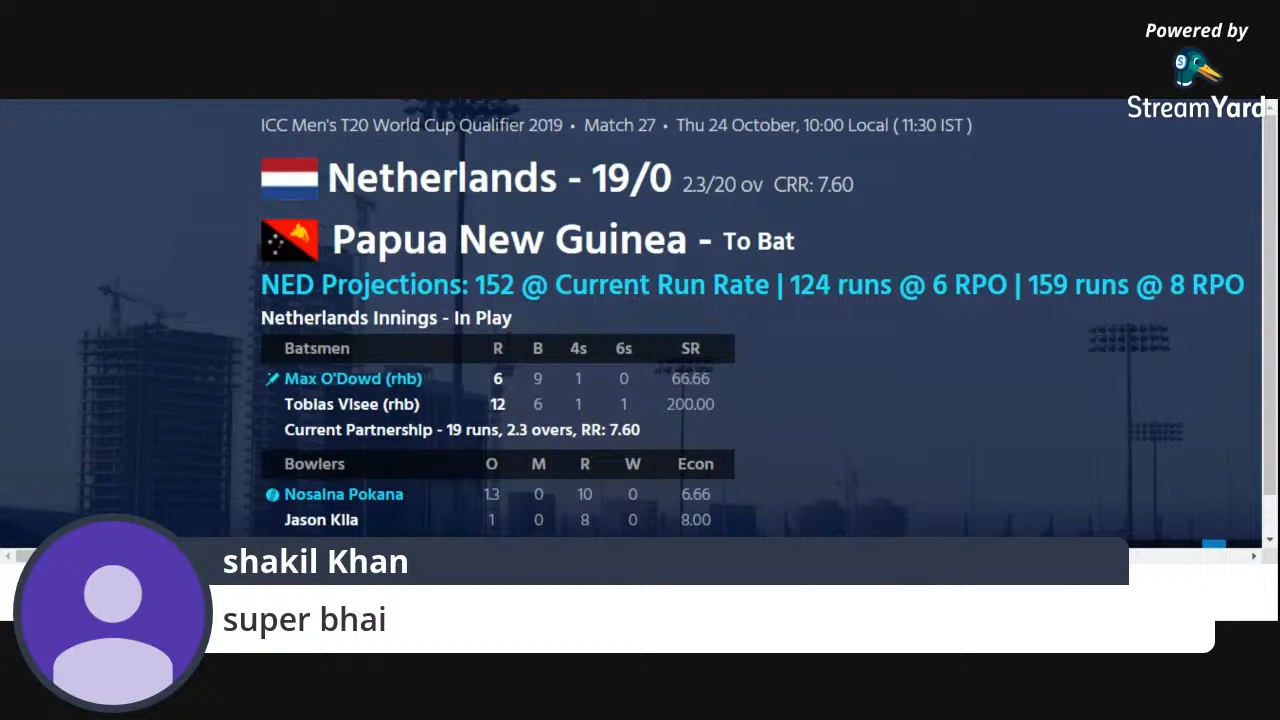 Powered by
StreamYard
ICC Men's T20 World Cup Qualifier 2019 • Match 27 • Thu 24 October, 10:00 Local ( 11:30 IST )
Netherlands - 19/0 2.3/20 ov CRR: 7.60
Papua New Guinea - To Bat
NED Projections: 152 @ Current Run Rate | 124 runs @ 6 RPO | 159 runs @ 8 RPO
Netherlands Innings - In Play
Batsmen R B 4s 6s SR
Max O'Dowd (rhb) 6 9 1 0 66.66
Tobias Visee (rhb) 12 6 1 1 200.00
Current Partnership - 19 runs, 2.3 overs, RR: 7.60
Bowlers O M R W Econ
Nosaina Pokana 1.3 0 10 0 6.66
Jason Kila 1 0 8 0 8.00
shakil Khan
super bhai